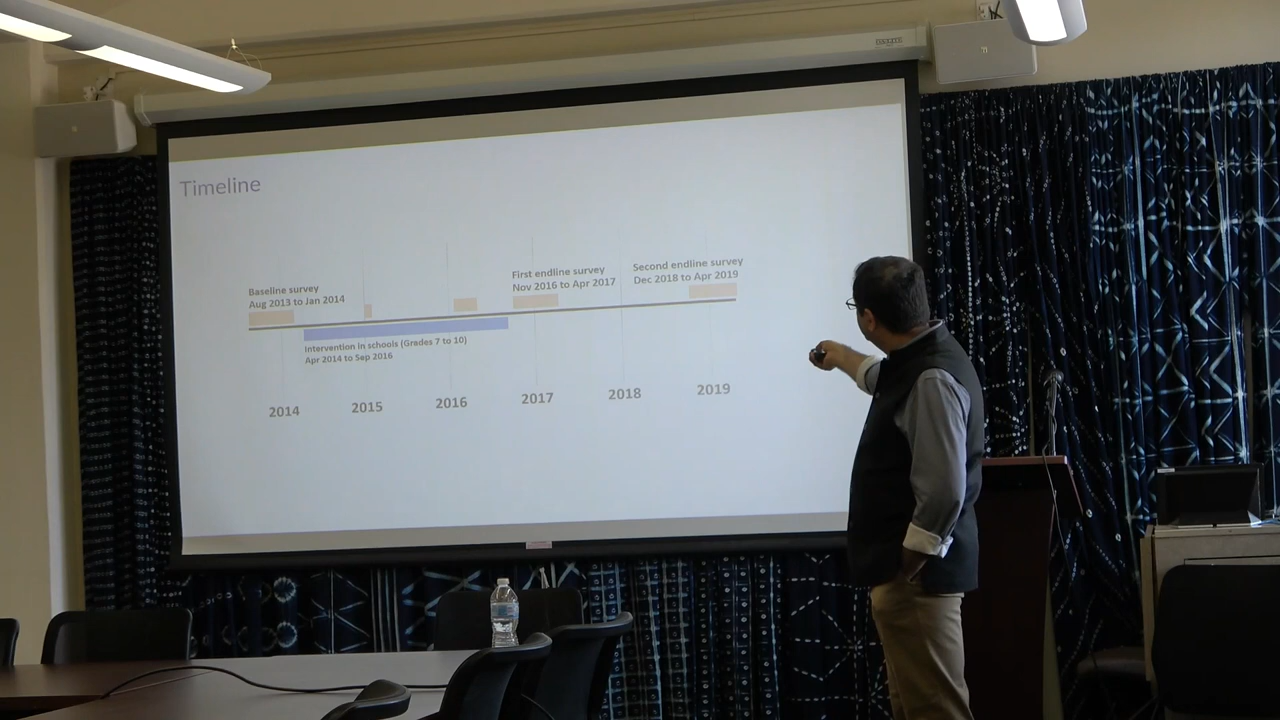 Timeline
Baseline survey
Aug 2013 to Jan 2014
First endline survey
Nov 2016 to Apr 2017
Second endline survey
Dec 2018 to Apr 2019
Intervention in schools (Grades 7 to 10)
Apr 2014 to Sep 2016
2014 2015 2016 2017 2018 2019